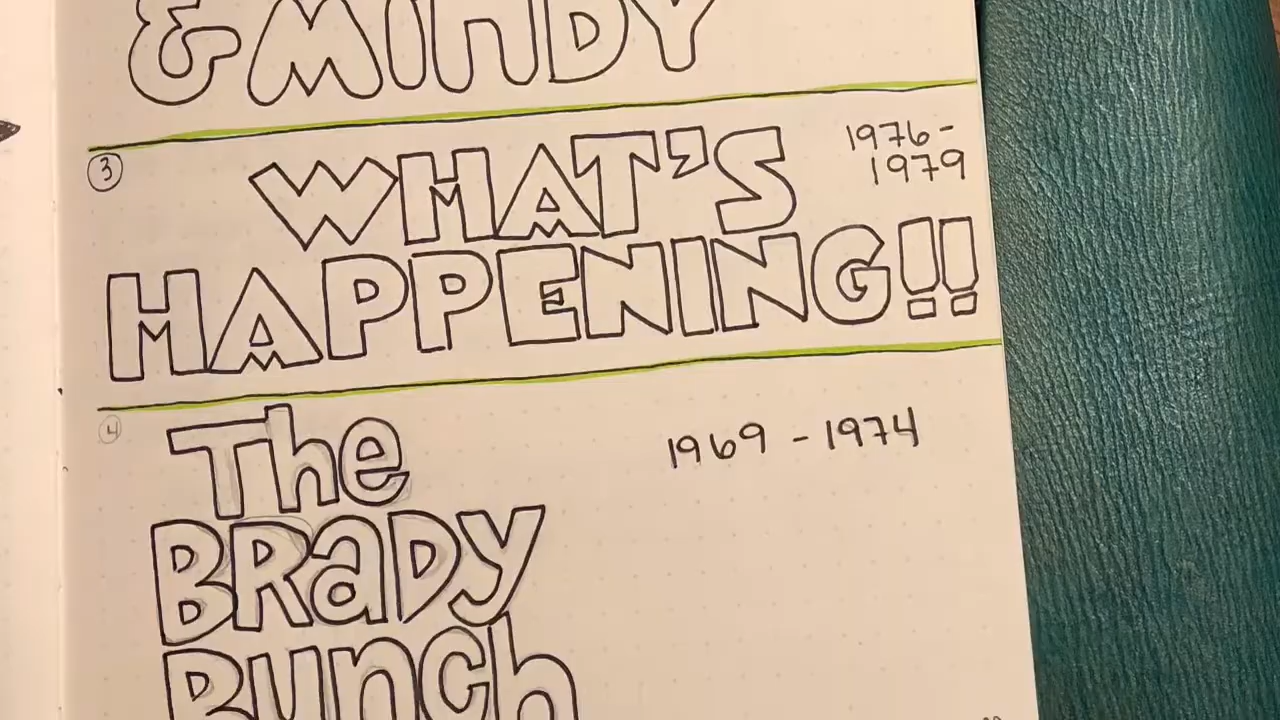 & MINDY
3
WHAT'S
1976 -
1979
HAPPENING!!
4
The
1969 - 1974
BRaDy
Bunch